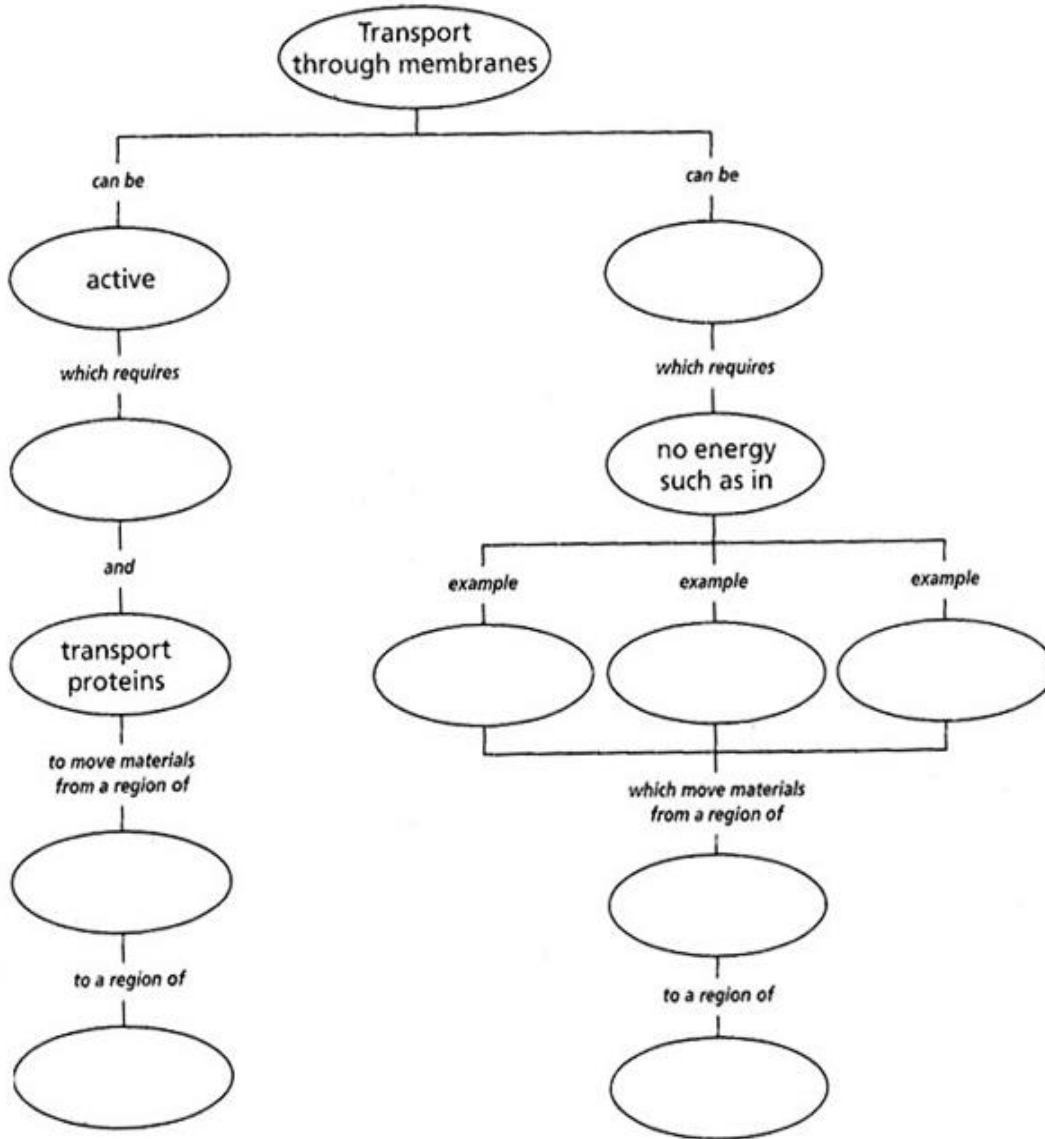 Transport
through membranes
can be
can be
active
which requires
which requires
no energy
such as in
and
example
example
example
transport
proteins
to move materials
from a region of
which move materials
from a region of
to a region of
to a region of